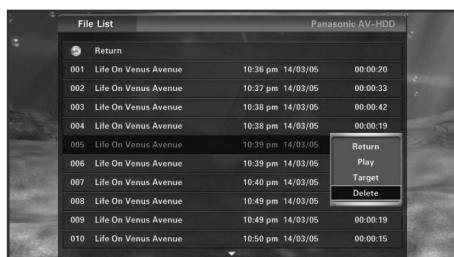 File List Panasonic AV-HDD
Return
001 Life On Venus Avenue 10:36 pm 14/03/05 00:00:20
002 Life On Venus Avenue 10:37 pm 14/03/05 00:00:33
003 Life On Venus Avenue 10:38 pm 14/03/05 00:00:42
004 Life On Venus Avenue 10:38 pm 14/03/05 00:00:19
005 Life On Venus Avenue 10:39 pm 14/03/05
Return
006 Life On Venus Avenue 10:39 pm 14/03/05
Play
007 Life On Venus Avenue 10:40 pm 14/03/05
Target
008 Life On Venus Avenue 10:49 pm 14/03/05
Delete
009 Life On Venus Avenue 10:49 pm 14/03/05 00:00:19
010 Life On Venus Avenue 10:50 pm 14/03/05 00:00:15